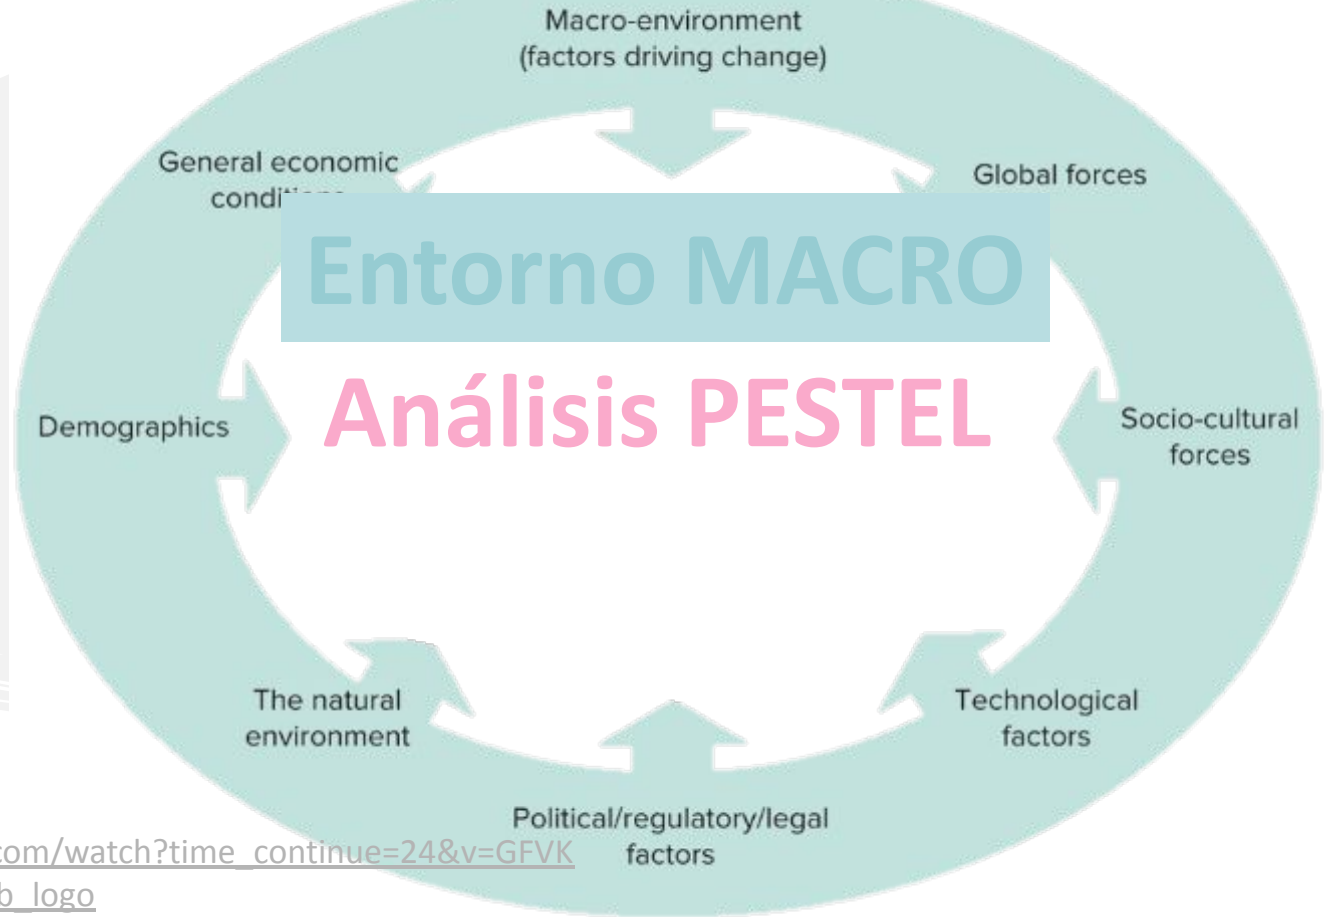 Macro-environment
(factors driving change)
General economic
conditions
Global forces
Entorno MACRO
Análisis PESTEL
Demographics
Socio-cultural
forces
The natural
environment
Technological
factors
Political/regulatory/legal
factors
com/watch?time_continue=24&v=GFVK
b_logo